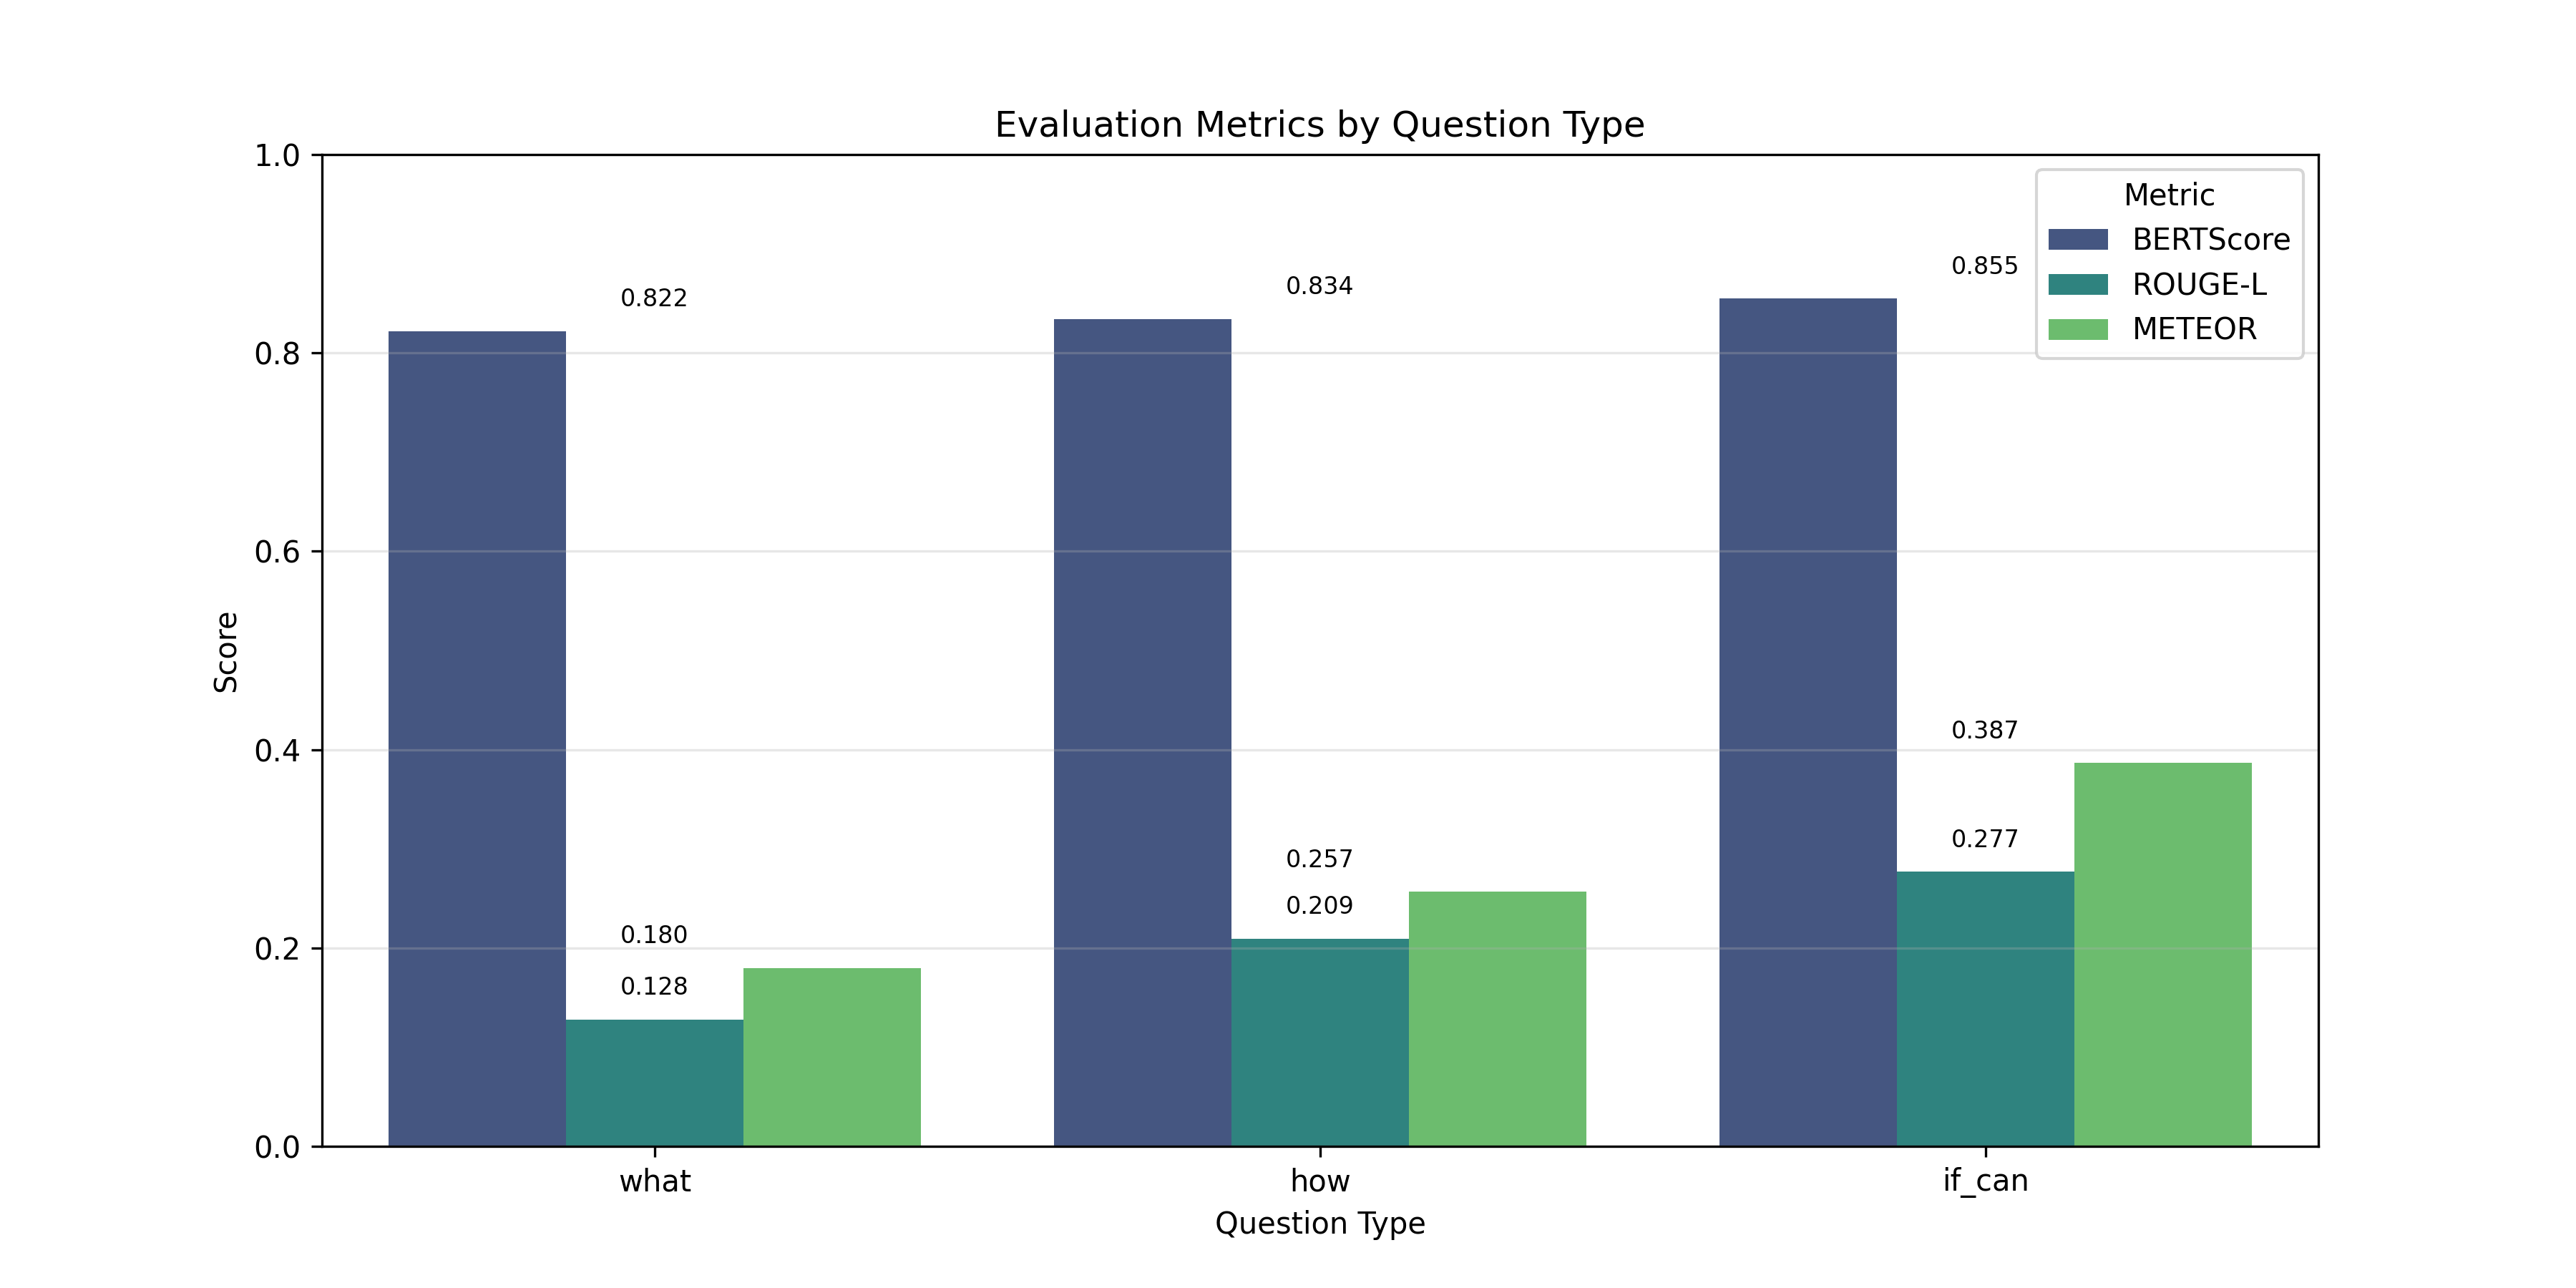 Evaluation Metrics by Question Type
1.0
0.8
0.6
0.4
0.2
0.0
Score
Metric
BERTScore
ROUGE-L
METEOR
0.822
0.180
0.128
0.834
0.257
0.209
0.855
0.387
0.277
what
how
if_can
Question Type